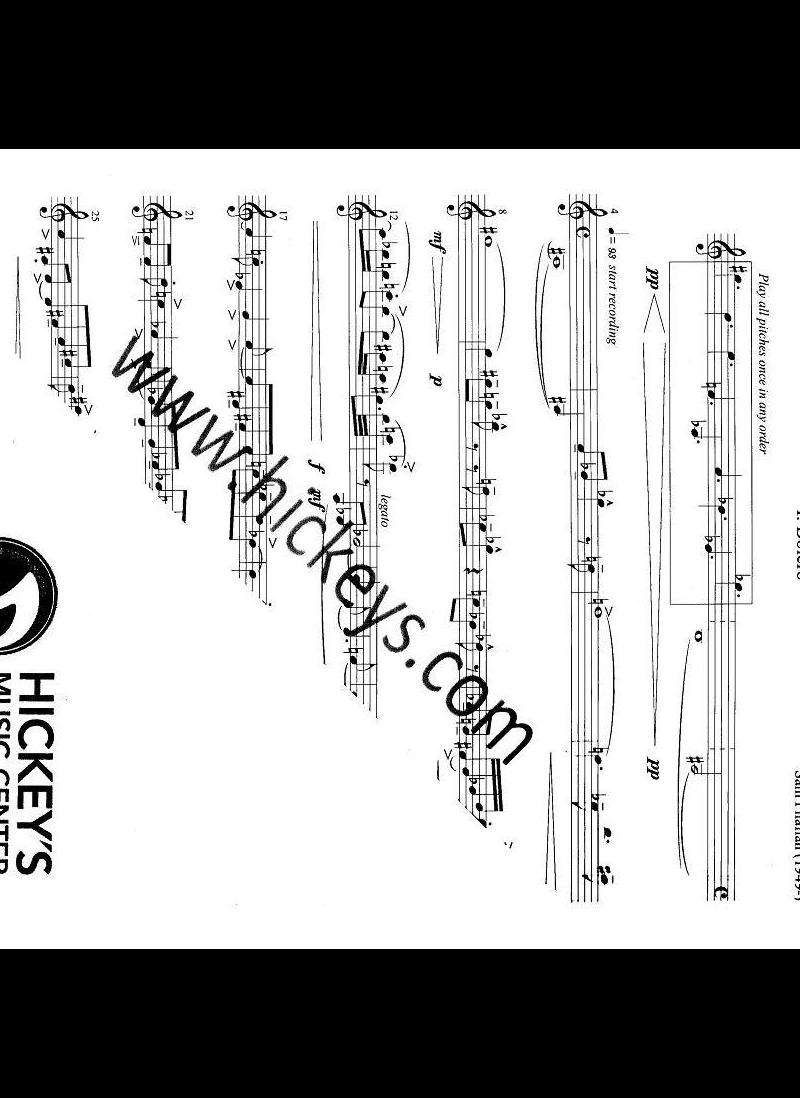 Play all pitches once in any order
pp pp
4
start recording
8
mf p
12
legato
f mf
17
21
25
www.hickeys.com
HICKEY'S
MUSIC CENTER